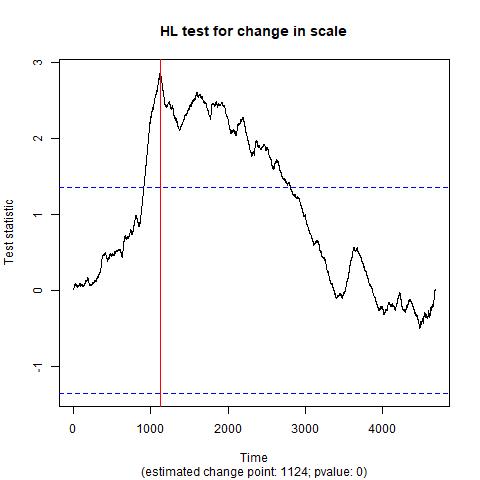 HL test for change in scale
Test statistic
3
2
1
0
-1
0 1000 2000 3000 4000
Time
(estimated change point: 1124; pvalue: 0)